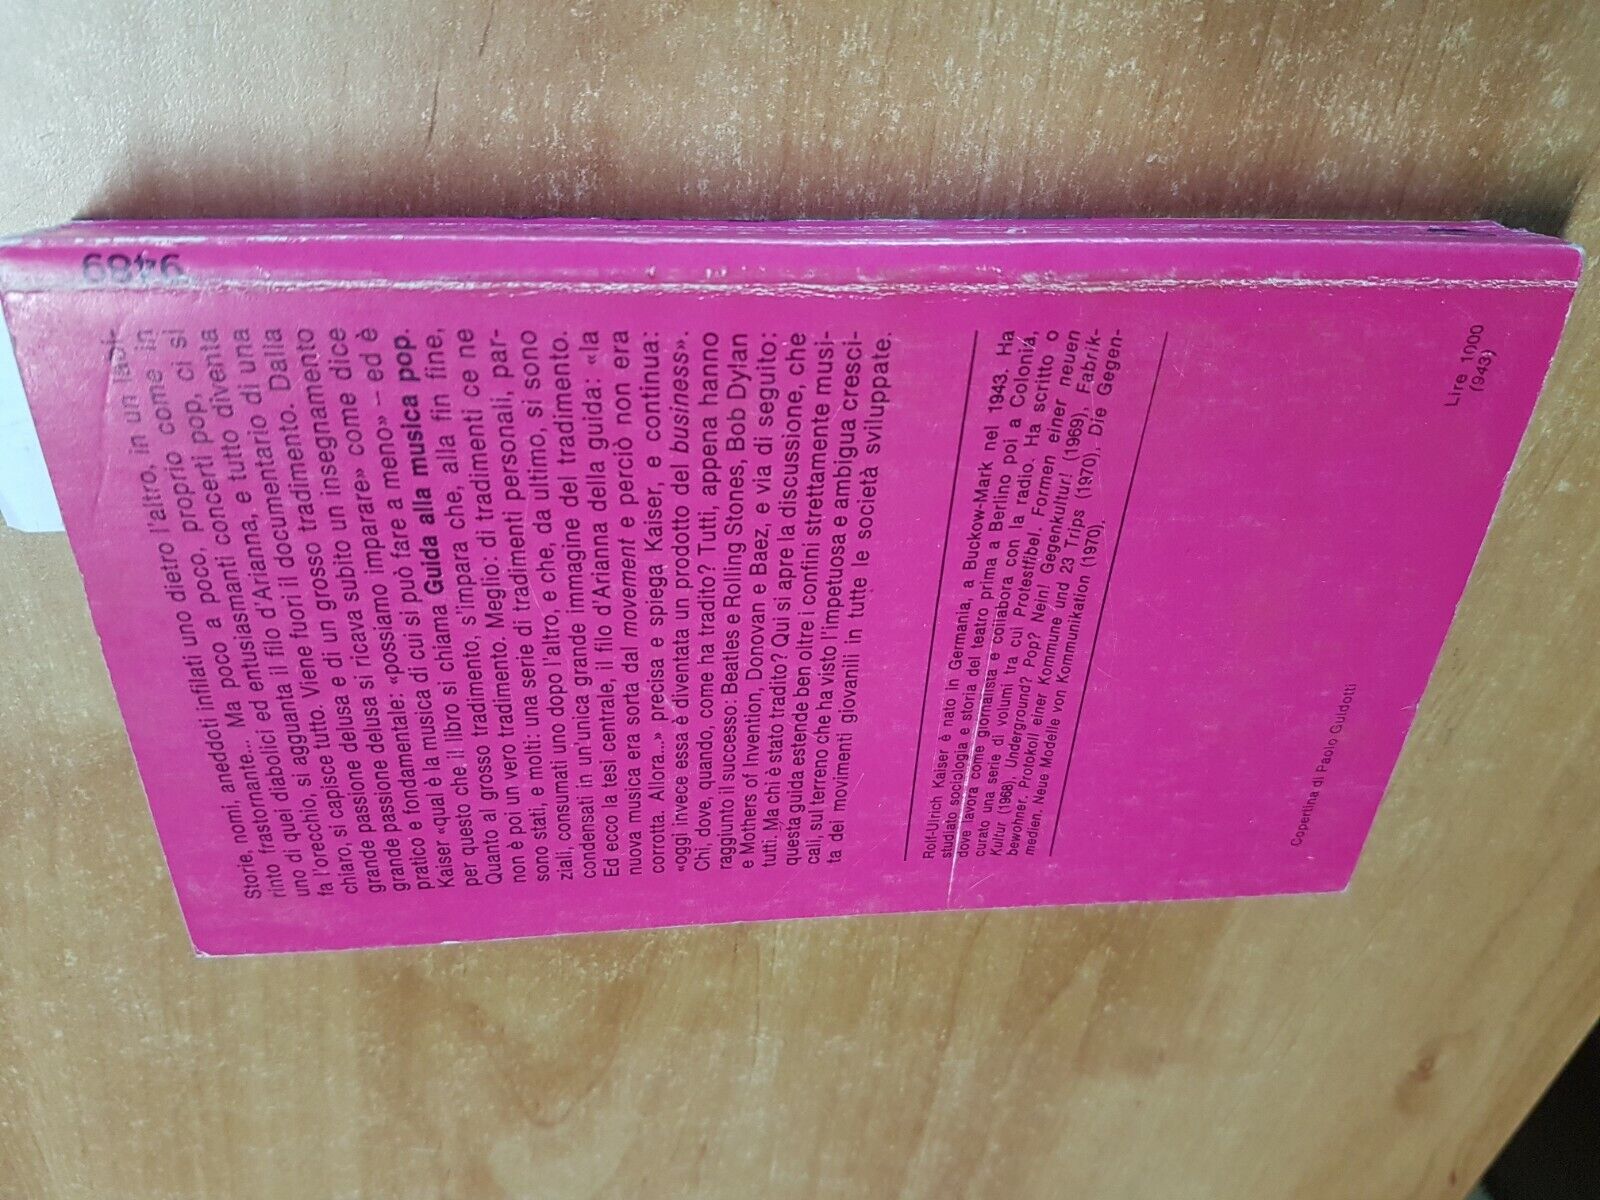 Storie, nomi, aneddoti infilati uno dietro l'altro, in un labi-
rinto frastornante... Ma poco a poco, proprio come in
uno di quei diabolici ed entusiasmanti concerti pop, ci si
fa l'orecchio, si agguanta il filo d'Arianna, e tutto diventa
chiaro, si capisce tutto. Viene fuori il documentario di una
grande passione delusa e di un grosso tradimento. Dalla
grande passione delusa si ricava subito un insegnamento
pratico e fondamentale: «possiamo imparare» come dice
Kaiser «qual è la musica di cui si può fare a meno» – ed è
per questo che il libro si chiama Guida alla musica pop.
Quanto al grosso tradimento, s'impara che, alla fin fine,
non è poi un vero tradimento. Meglio: di tradimenti ce ne
sono stati, e molti: una serie di tradimenti personali, par-
ziali, consumati uno dopo l'altro, e che, da ultimo, si sono
condensati in un'unica grande immagine del tradimento.
Ed ecco la tesi centrale, il filo d'Arianna della guida: «la
nuova musica era sorta dal movement e perciò non era
corrotta. Allora...» precisa e spiega Kaiser, e continua:
«oggi invece essa è diventata un prodotto del business».
Chi, dove, quando, come ha tradito? Tutti, appena hanno
raggiunto il successo: Beatles e Rolling Stones, Bob Dylan
e Mothers of Invention, Donovan e Baez, e via di seguito:
tutti. Ma chi è stato tradito? Qui si apre la discussione, che
questa guida estende ben oltre i confini strettamente musi-
cali, sul terreno che ha visto l'impetuosa e ambigua cresci-
ta dei movimenti giovanili in tutte le società sviluppate.
Rolf-Ulrich Kaiser è nato in Germania, a Buckow-Mark nel 1943. Ha
studiato sociologia e storia del teatro prima a Berlino poi a Colonia,
dove lavora come giornalista e collabora con la radio. Ha scritto o
curato una serie di volumi tra cui Protestfibel. Formen einer neuen
Kultur (1968), Underground? Pop? Nein! Gegenkultur! (1969), Fabrik-
bewohner. Protokoll einer Kommune und 23 Trips (1970), Die Gegen-
medien. Neue Modelle von Kommunikation (1970).
Copertina di Paolo Guidotti
Lire 1000
(943)